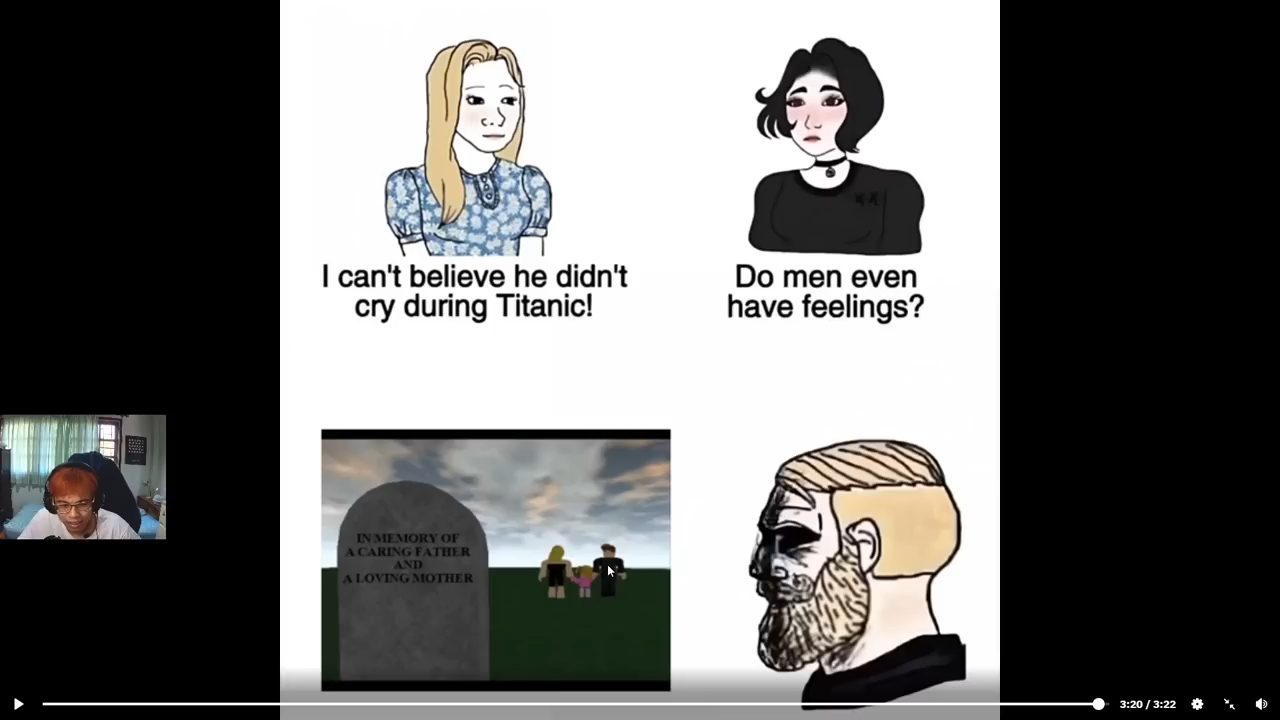 I can't believe he didn't
cry during Titanic!
Do men even
have feelings?
IN MEMORY OF
A CARING FATHER
AND
A LOVING MOTHER
3:20 / 3:22